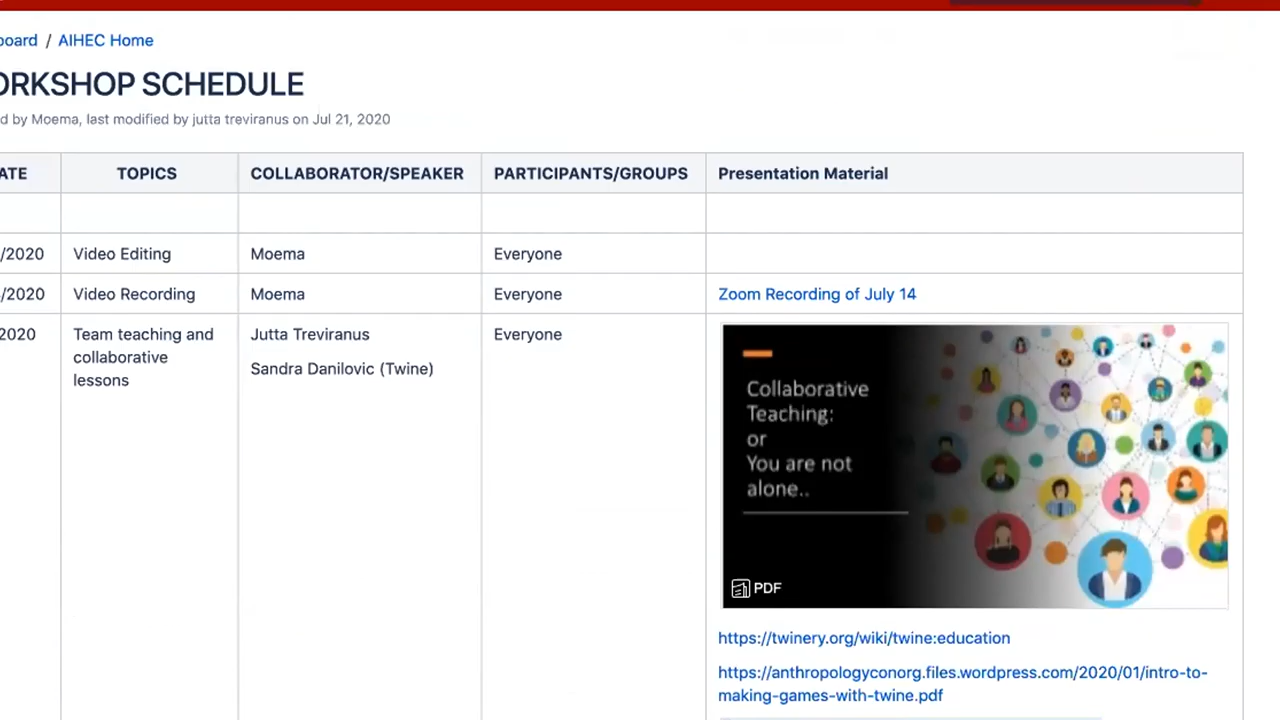 board / AIHEC Home
ORKSHOP SCHEDULE
d by Moema, last modified by jutta treviranus on Jul 21, 2020
ATE TOPICS COLLABORATOR/SPEAKER PARTICIPANTS/GROUPS Presentation Material
/2020 Video Editing Moema Everyone
/2020 Video Recording Moema Everyone Zoom Recording of July 14
2020 Team teaching and Jutta Treviranus Everyone
collaborative Sandra Danilovic (Twine)
lessons
Collaborative
Teaching:
or
You are not
alone..
PDF
https://twinery.org/wiki/twine:education
https://anthropologyconorg.files.wordpress.com/2020/01/intro-to-
making-games-with-twine.pdf